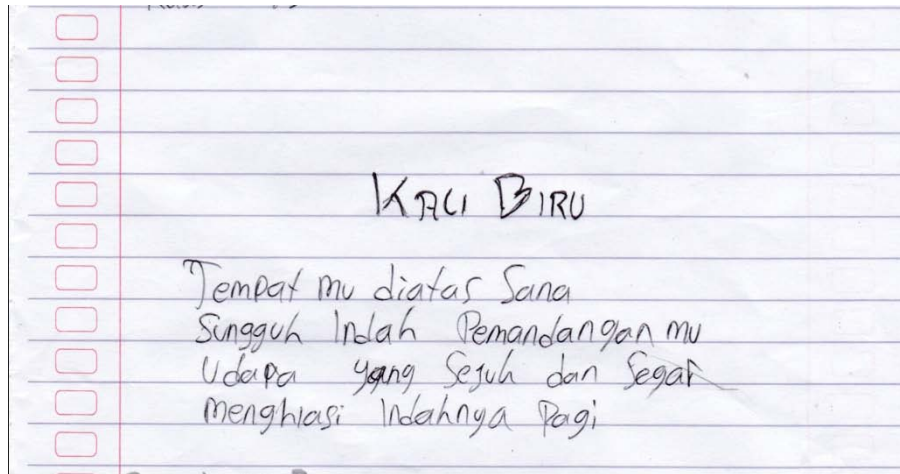 KALI BIRU
Tempat mu diatas Sana
Sungguh Indah Pemandangan mu
Udapa yang Sejuh dan Segar
menghiasi Indahnya Pagi